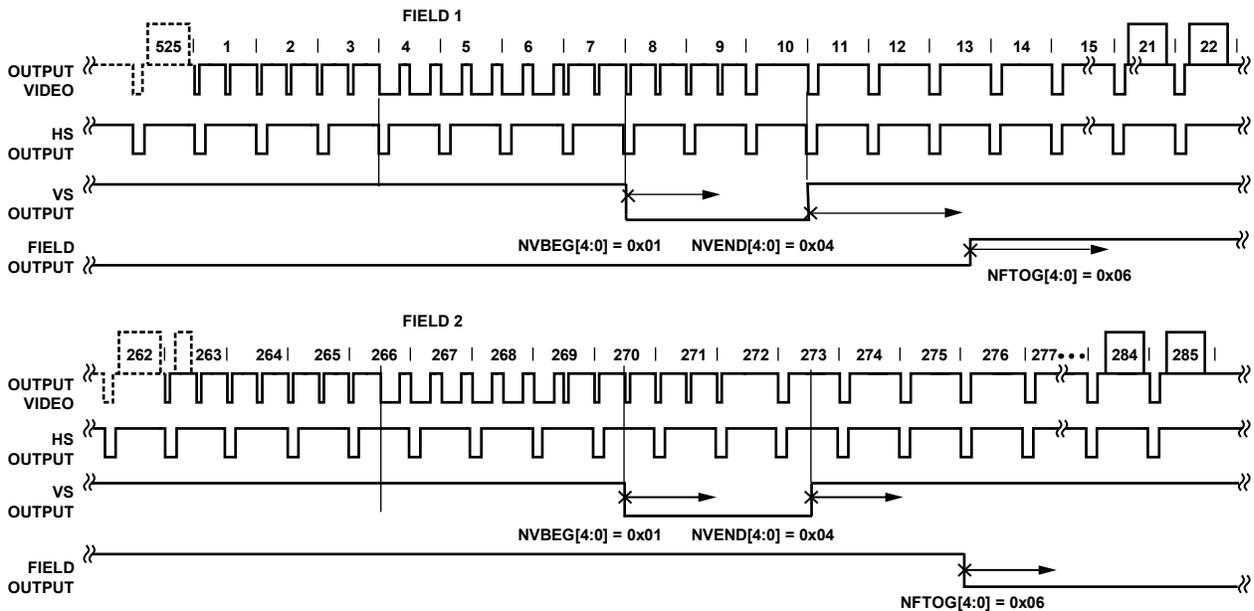 FIELD 1
525 1 2 3 4 5 6 7 8 9 10 11 12 13 14 15 21 22
OUTPUT
VIDEO
HS
OUTPUT
VS
OUTPUT
NVBEG[4:0] = 0x01 NVEND[4:0] = 0x04
FIELD
OUTPUT
NFTOG[4:0] = 0x06
FIELD 2
262 263 264 265 266 267 268 269 270 271 272 273 274 275 276 277 284 285
OUTPUT
VIDEO
HS
OUTPUT
VS
OUTPUT
NVBEG[4:0] = 0x01 NVEND[4:0] = 0x04
FIELD
OUTPUT
NFTOG[4:0] = 0x06